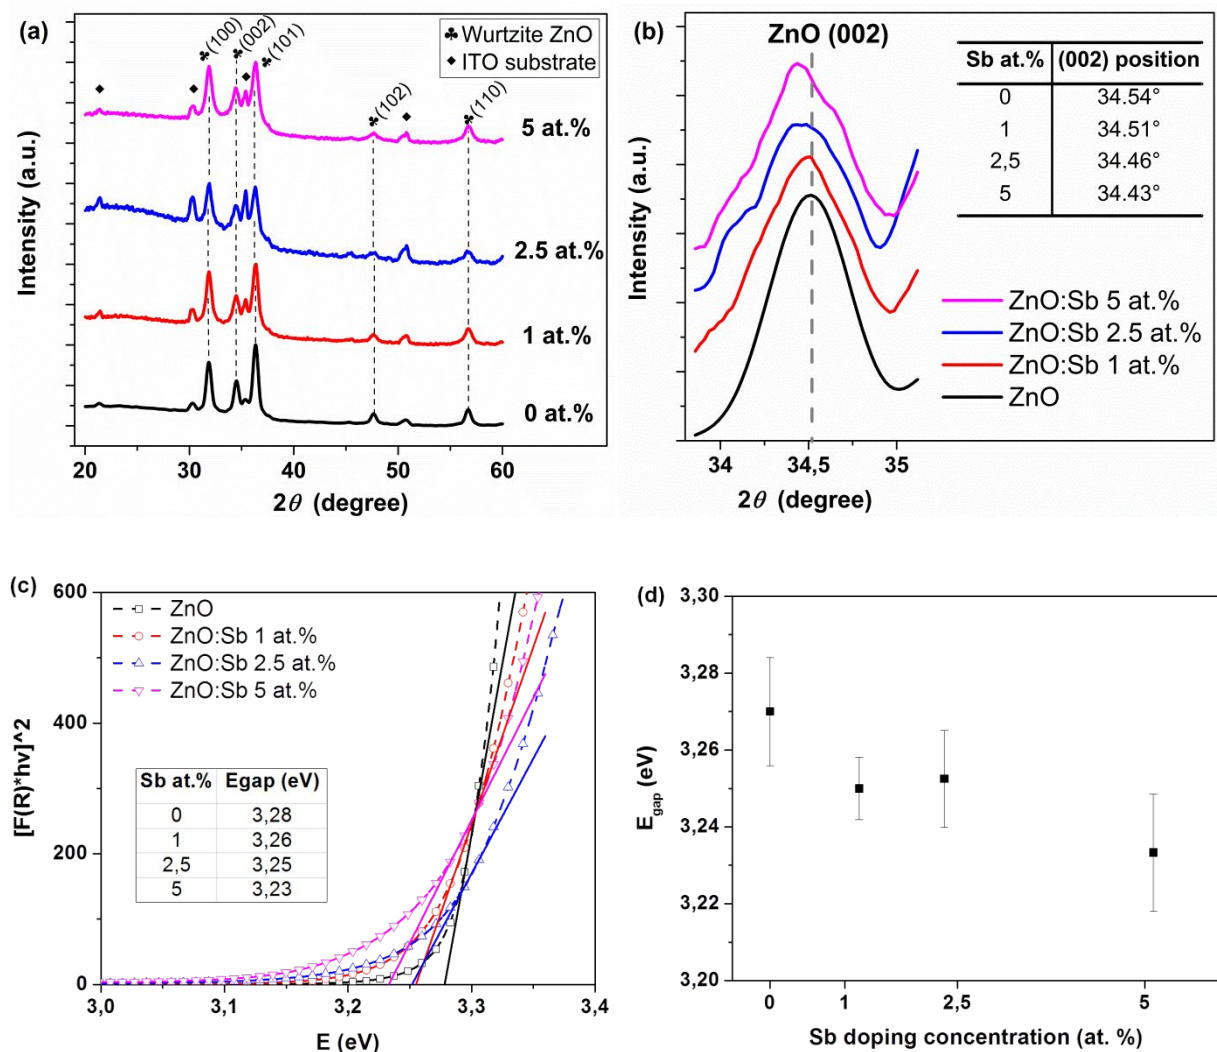 (a)
♣(100)
♣(002)
♣(101)
♣(102)
♣(110)
♣ Wurtzite ZnO
◆ ITO substrate
5 at.%
2.5 at.%
1 at.%
0 at.%
Intensity (a.u.)
20 30 40 50 60
2θ (degree)
(b)
ZnO (002)
Sb at.% (002) position
0 34.54°
1 34.51°
2,5 34.46°
5 34.43°
ZnO:Sb 5 at.%
ZnO:Sb 2.5 at.%
ZnO:Sb 1 at.%
ZnO
Intensity (a.u.)
34 34,5 35
2θ (degree)
(c)
600
400
200
0
ZnO
ZnO:Sb 1 at.%
ZnO:Sb 2.5 at.%
ZnO:Sb 5 at.%
[F(R)*hv]^2
Sb at.% Egap (eV)
0 3,28
1 3,26
2,5 3,25
5 3,23
3,0 3,1 3,2 3,3 3,4
E (eV)
(d)
3,30
3,28
3,26
3,24
3,22
3,20
Egap (eV)
0 1 2,5 5
Sb doping concentration (at. %)